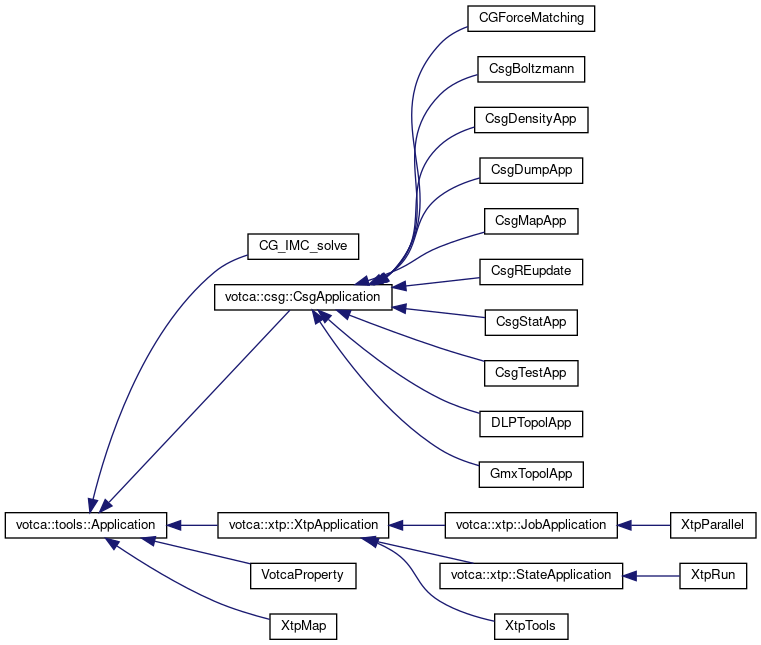 CGForceMatching
CsgBoltzmann
CsgDensityApp
CsgDumpApp
CsgMapApp
CG_IMC_solve
CsgREupdate
votca::csg::CsgApplication
CsgStatApp
CsgTestApp
DLPTopolApp
GmxTopolApp
votca::tools::Application
votca::xtp::XtpApplication
votca::xtp::JobApplication
XtpParallel
VotcaProperty
votca::xtp::StateApplication
XtpRun
XtpMap
XtpTools